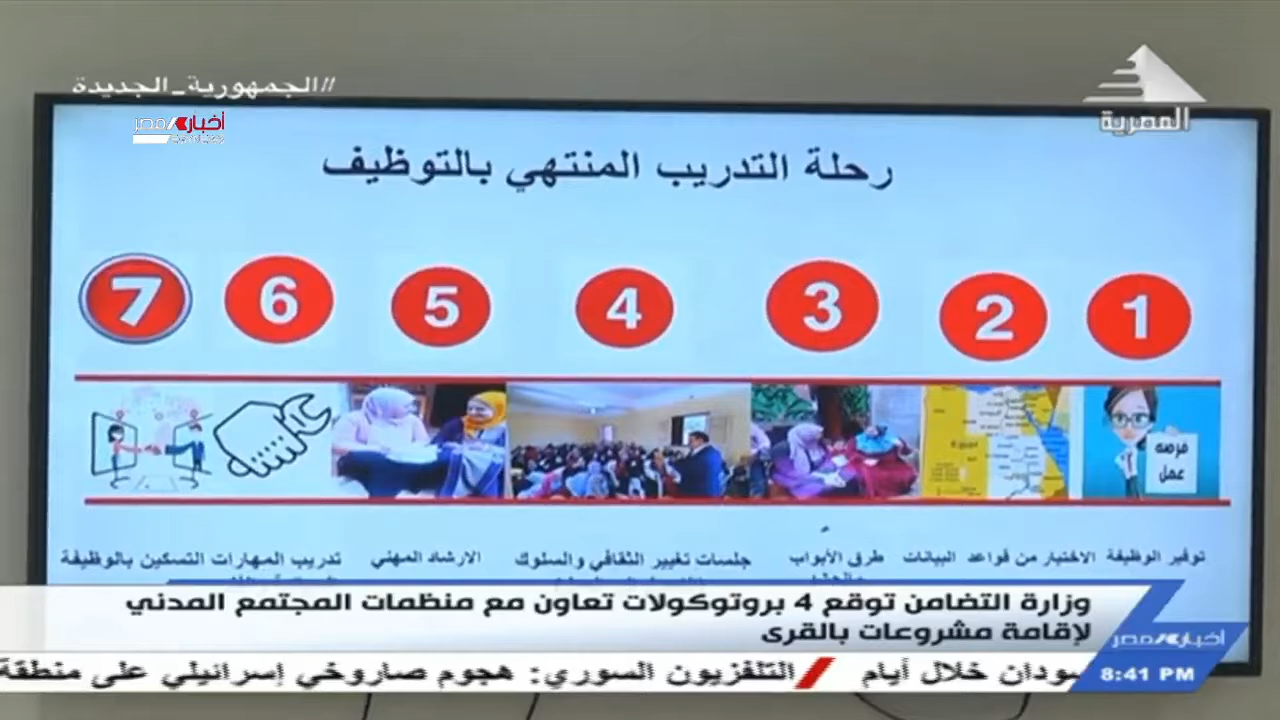 #الجمهورية_الجديدة
المصرية
أخبار مصر
رحلة التدريب المنتهي بالتوظيف
1
2
3
4
5
6
7
فرصة
عمل
توفير الوظيفة
الاختيار من قواعد البيانات
طرق الأبواب
جلسات تغيير الثقافي والسلوك
الارشاد المهني
تدريب المهارات
التسكين بالوظيفة
وزارة التضامن توقع 4 بروتوكولات تعاون مع منظمات المجتمع المدني
لإقامة مشروعات بالقرى
أخبار مصر
سودان خلال أيام
التلفزيون السوري: هجوم صاروخي إسرائيلي على منطقة
8:41 PM